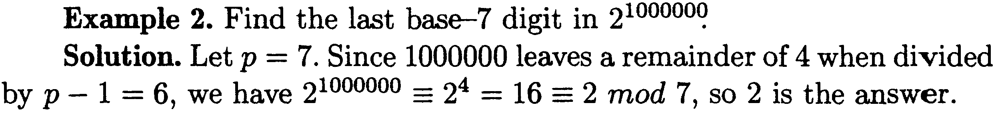 Example 2. Find the last base–7 digit in 2^1000000.
Solution. Let p = 7. Since 1000000 leaves a remainder of 4 when divided
by p − 1 = 6, we have 2^1000000 ≡ 2^4 = 16 ≡ 2 mod 7, so 2 is the answer.